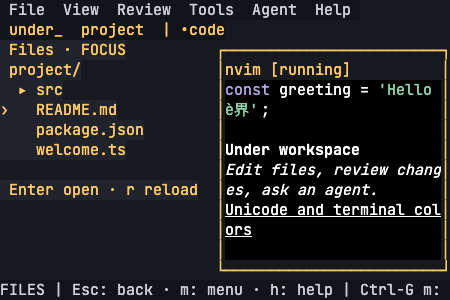 File View Review Tools Agent Help
under_ project | •code
Files · FOCUS
project/
▸ src
› README.md
package.json
welcome.ts
Enter open · r reload
nvim [running]
const greeting = 'Hello
è界';
Under workspace
Edit files, review chang
es, ask an agent.
Unicode and terminal col
ors
FILES | Esc: back · m: menu · h: help | Ctrl-G m: